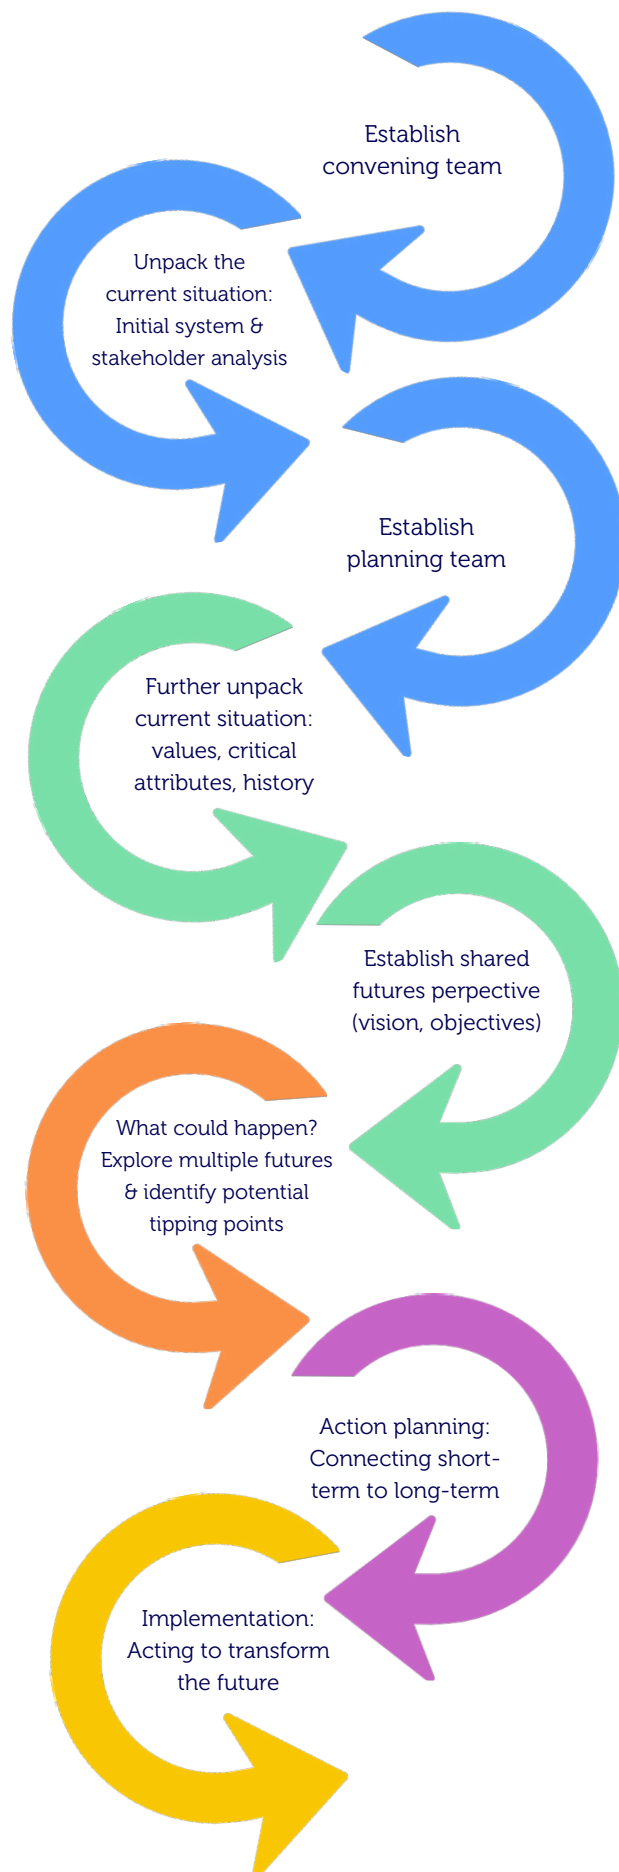 Establish
convening team
Unpack the
current situation:
Initial system &
stakeholder analysis
Establish
planning team
Further unpack
current situation:
values, critical
attributes, history
Establish shared
futures perpective
(vision, objectives)
What could happen?
Explore multiple futures
& identify potential
tipping points
Action planning:
Connecting short-
term to long-term
Implementation:
Acting to transform
the future